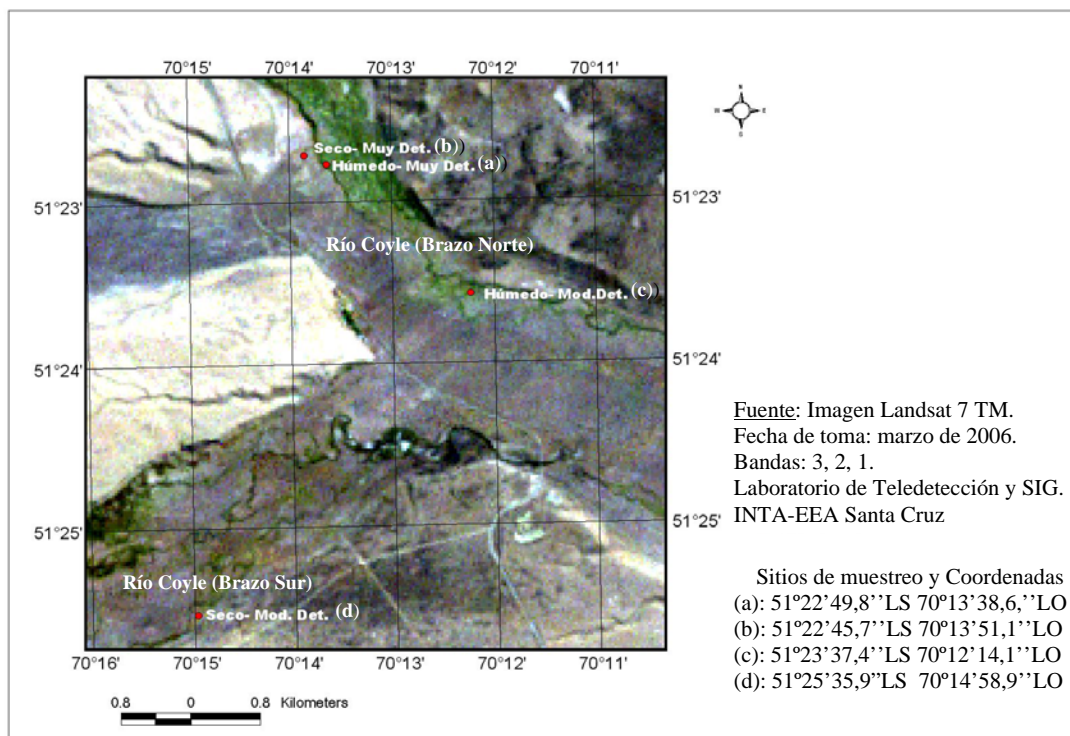 70°15' 70°14' 70°13' 70°12' 70°11'
Seco- Muy Det. (b)
Húmedo- Muy Det. (a)
51°23' 51°23'
Río Coyle (Brazo Norte)
Húmedo- Mod.Det. (c)
51°24' 51°24'
51°25' 51°25'
Río Coyle (Brazo Sur)
Seco- Mod. Det. (d)
70°16' 70°15' 70°14' 70°13' 70°12' 70°11'
0.8 0 0.8 Kilometers
N
E
S
Fuente: Imagen Landsat 7 TM.
Fecha de toma: marzo de 2006.
Bandas: 3, 2, 1.
Laboratorio de Teledetección y SIG.
INTA-EEA Santa Cruz
Sitios de muestreo y Coordenadas
(a): 51º22’49,8’’LS 70º13’38,6,’’LO
(b): 51º22’45,7’’LS 70º13’51,1’’LO
(c): 51º23’37,4’’LS 70º12’14,1’’LO
(d): 51º25’35,9”LS 70º14’58,9’’LO